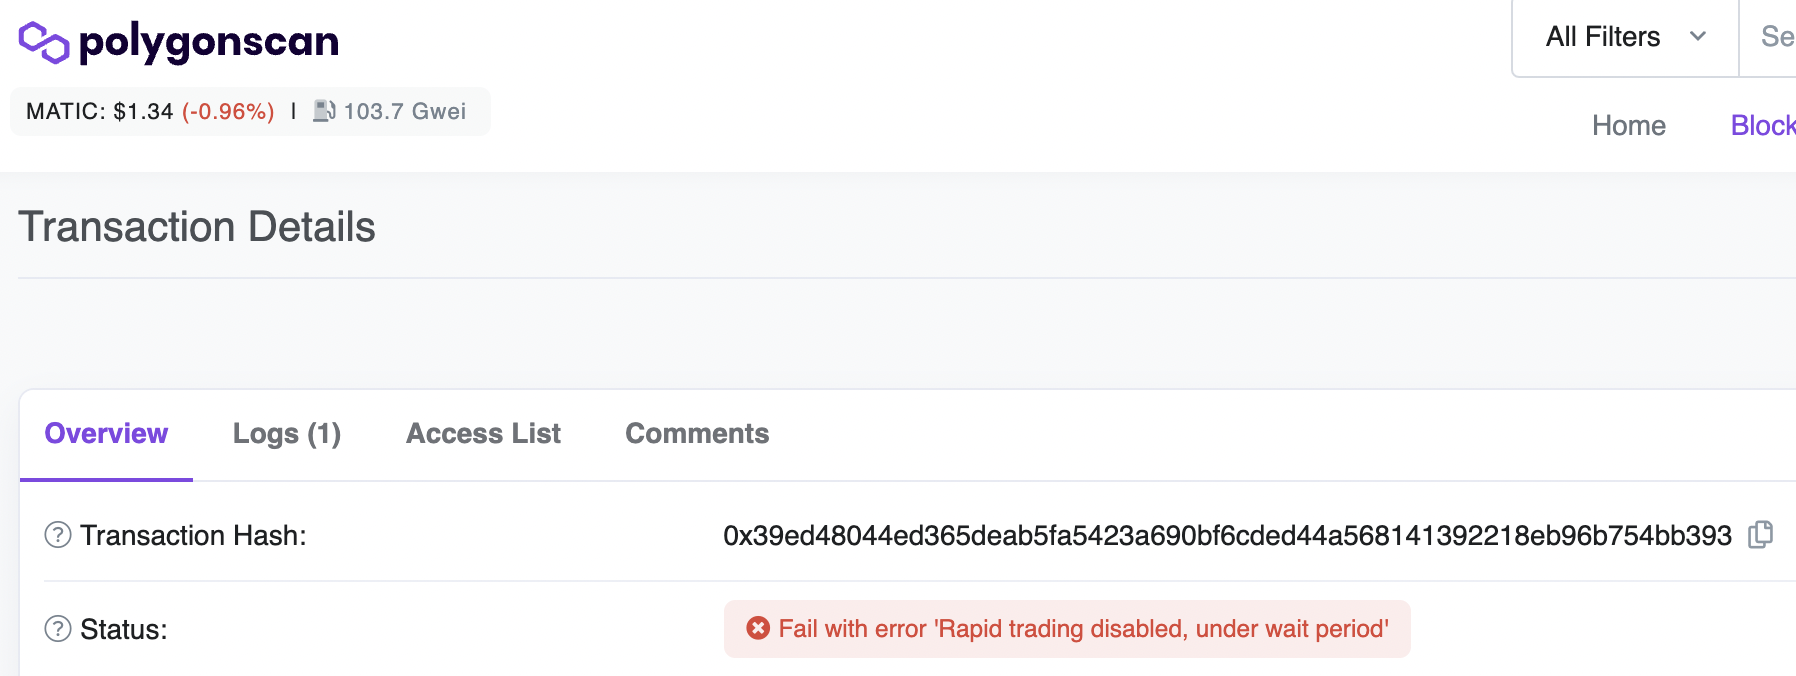 polygonscan
All Filters
Se
MATIC: $1.34 (-0.96%) | 103.7 Gwei
Home
Block
Transaction Details
Overview
Logs (1)
Access List
Comments
Transaction Hash:
0x39ed48044ed365deab5fa5423a690bf6cded44a568141392218eb96b754bb393
Status:
Fail with error 'Rapid trading disabled, under wait period'